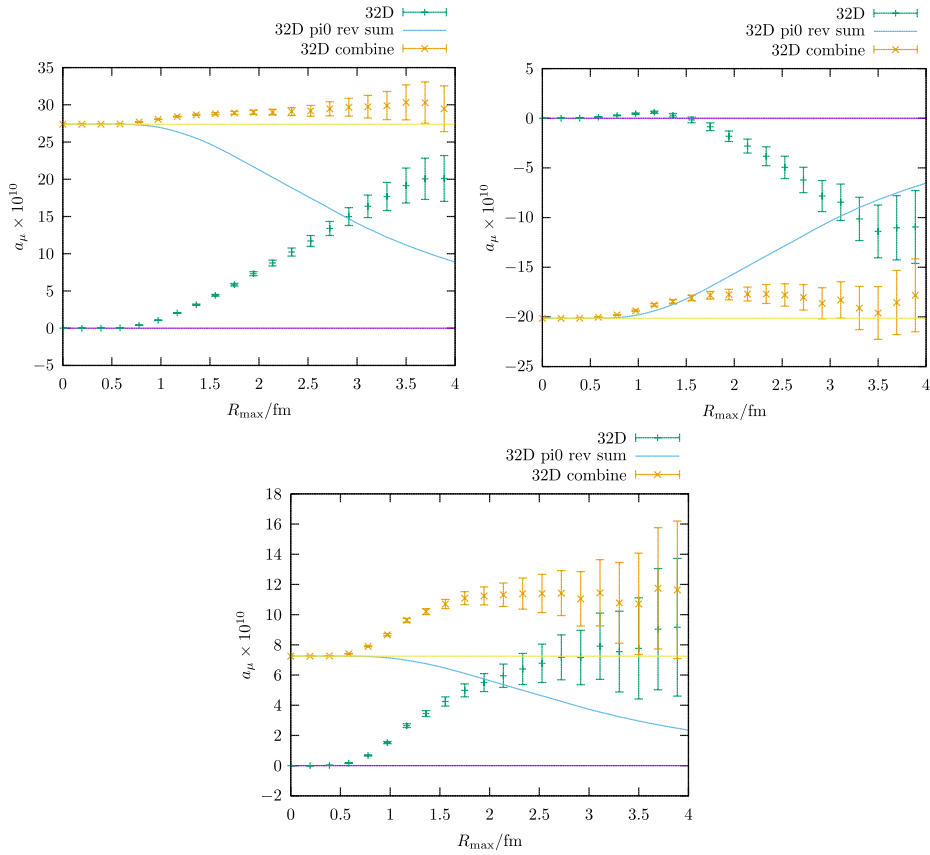 32D
32D pi0 rev sum
32D combine
35
30
25
20
15
10
5
0
−5
a_μ × 10^10
0 0.5 1 1.5 2 2.5 3 3.5 4
R_max/fm
32D
32D pi0 rev sum
32D combine
5
0
−5
−10
−15
−20
−25
a_μ × 10^10
0 0.5 1 1.5 2 2.5 3 3.5 4
R_max/fm
32D
32D pi0 rev sum
32D combine
18
16
14
12
10
8
6
4
2
0
−2
a_μ × 10^10
0 0.5 1 1.5 2 2.5 3 3.5 4
R_max/fm